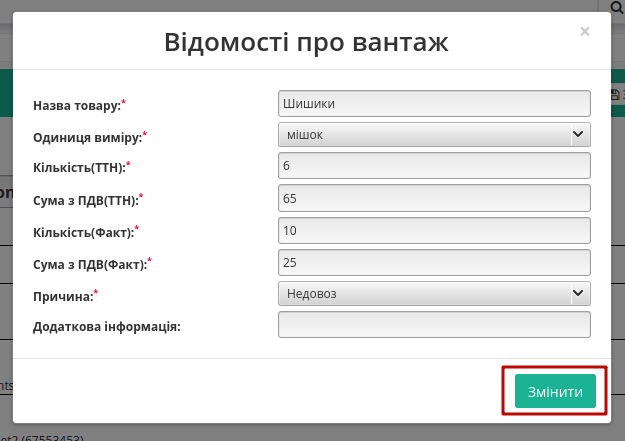 Відомості про вантаж
×
Назва товару:* Шишики
Одиниця виміру:* мішок
Кількість(ТТН):* 6
Сума з ПДВ(ТТН):* 65
Кількість(Факт):* 10
Сума з ПДВ(Факт):* 25
Причина:* Недовоз
Додаткова інформація:
Змінити